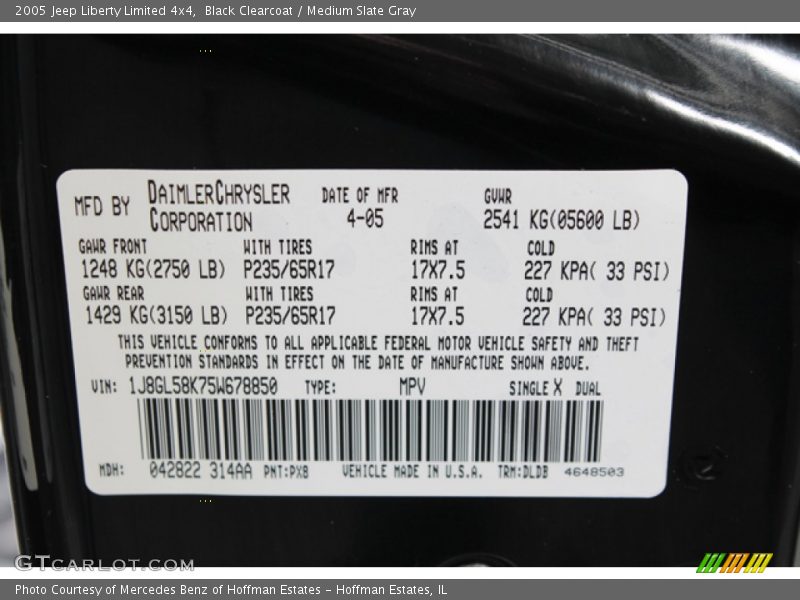 2005 Jeep Liberty Limited 4x4,  Black Clearcoat / Medium Slate Gray
MFD BY DAIMLERCHRYSLER CORPORATION DATE OF MFR 4-05 GVWR 2541 KG(05600 LB)
GAWR FRONT WITH TIRES RIMS AT COLD
1248 KG(2750 LB) P235/65R17 17X7.5 227 KPA( 33 PSI)
GAWR REAR WITH TIRES RIMS AT COLD
1429 KG(3150 LB) P235/65R17 17X7.5 227 KPA( 33 PSI)
THIS VEHICLE CONFORMS TO ALL APPLICABLE FEDERAL MOTOR VEHICLE SAFETY AND THEFT
PREVENTION STANDARDS IN EFFECT ON THE DATE OF MANUFACTURE SHOWN ABOVE.
VIN: 1J8GL58K75W678850 TYPE: MPV SINGLE X DUAL
MDH: 042822 314AA PNT:PXB VEHICLE MADE IN U.S.A. TRM:DLDB 4648503
GTCARLOT.COM
Photo Courtesy of Mercedes Benz of Hoffman Estates - Hoffman Estates, IL